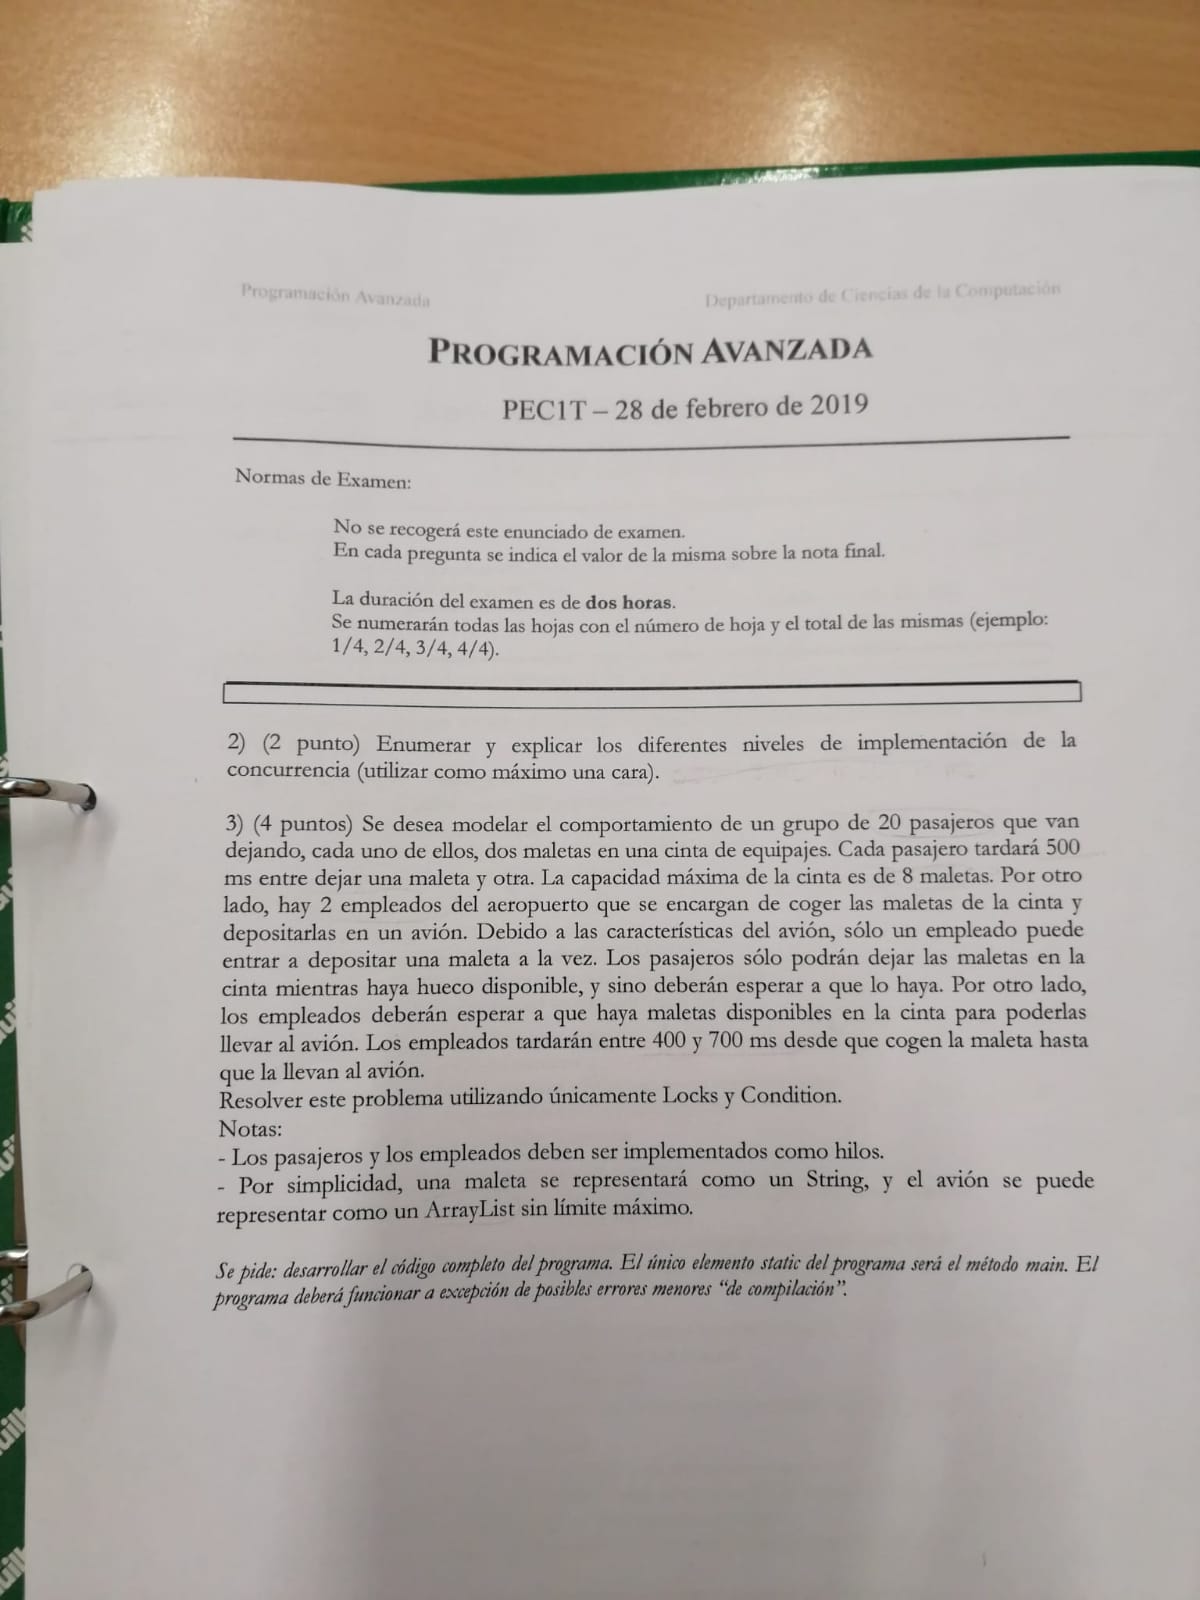 Programación Avanzada
Departamento de Ciencias de la Computación
PROGRAMACIÓN AVANZADA
PEC1T – 28 de febrero de 2019
Normas de Examen:
No se recogerá este enunciado de examen.
En cada pregunta se indica el valor de la misma sobre la nota final.
La duración del examen es de dos horas.
Se numerarán todas las hojas con el número de hoja y el total de las mismas (ejemplo:
1/4, 2/4, 3/4, 4/4).
2) (2 punto) Enumerar y explicar los diferentes niveles de implementación de la
concurrencia (utilizar como máximo una cara).
3) (4 puntos) Se desea modelar el comportamiento de un grupo de 20 pasajeros que van
dejando, cada uno de ellos, dos maletas en una cinta de equipajes. Cada pasajero tardará 500
ms entre dejar una maleta y otra. La capacidad máxima de la cinta es de 8 maletas. Por otro
lado, hay 2 empleados del aeropuerto que se encargan de coger las maletas de la cinta y
depositarlas en un avión. Debido a las características del avión, sólo un empleado puede
entrar a depositar una maleta a la vez. Los pasajeros sólo podrán dejar las maletas en la
cinta mientras haya hueco disponible, y sino deberán esperar a que lo haya. Por otro lado,
los empleados deberán esperar a que haya maletas disponibles en la cinta para poderlas
llevar al avión. Los empleados tardarán entre 400 y 700 ms desde que cogen la maleta hasta
que la llevan al avión.
Resolver este problema utilizando únicamente Locks y Condition.
Notas:
- Los pasajeros y los empleados deben ser implementados como hilos.
- Por simplicidad, una maleta se representará como un String, y el avión se puede
representar como un ArrayList sin límite máximo.
Se pide: desarrollar el código completo del programa. El único elemento static del programa será el método main. El
programa deberá funcionar a excepción de posibles errores menores "de compilación".